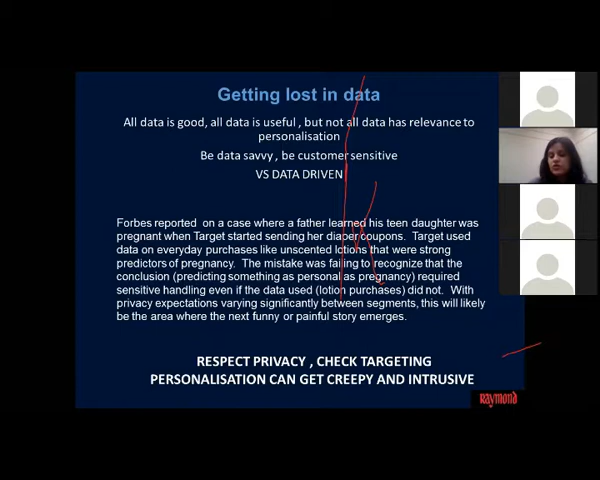 Getting lost in data
All data is good, all data is useful , but not all data has relevance to
personalisation
Be data savvy , be customer sensitive
VS DATA DRIVEN
Forbes reported on a case where a father learned his teen daughter was
pregnant when Target started sending her diaper coupons. Target used
data on everyday purchases like unscented lotions that were strong
predictors of pregnancy. The mistake was failing to recognize that the
conclusion (predicting something as personal as pregnancy) required
sensitive handling even if the data used (lotion purchases) did not. With
privacy expectations varying significantly between segments, this will likely
be the area where the next funny or painful story emerges.
RESPECT PRIVACY , CHECK TARGETING
PERSONALISATION CAN GET CREEPY AND INTRUSIVE
Raymond